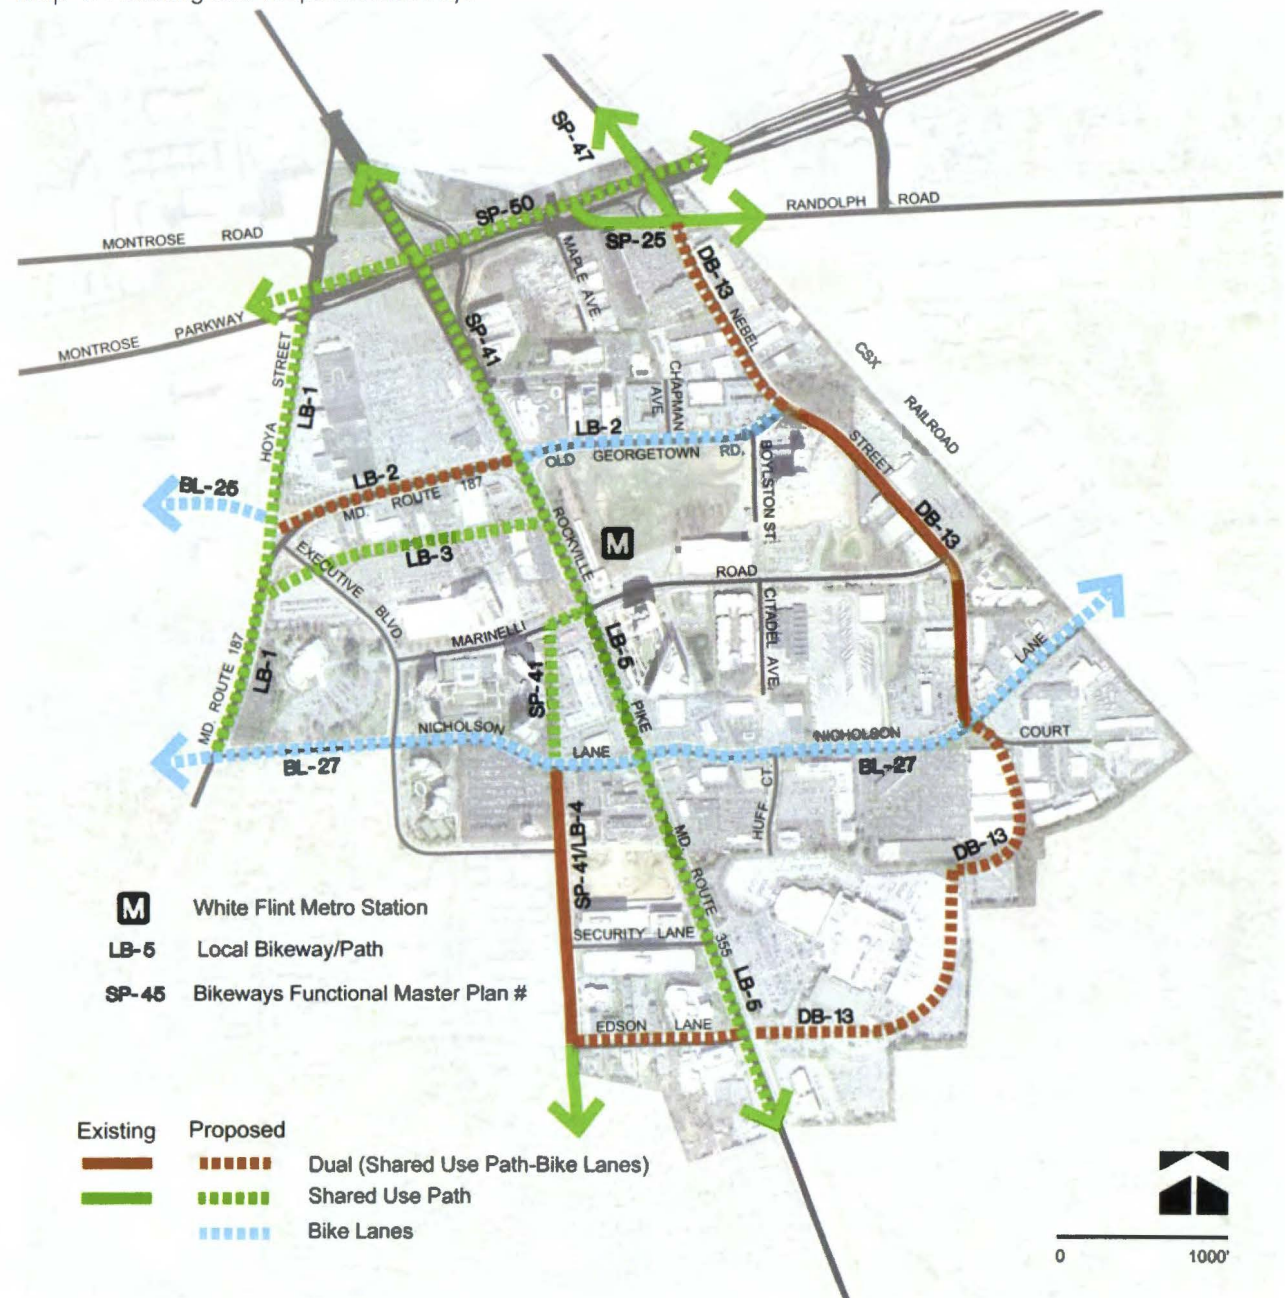 SP-47
SP-50
RANDOLPH ROAD
MONTROSE ROAD
SP-25
MAPLE AVE
DB-13
NEBEL
MONTROSE PARKWAY
SP-41
STREET
LB-1
HOYA
CHAPMAN
AVE.
CSX RAILROAD
LB-2
OLD GEORGETOWN RD.
BOYLSTON ST.
STREET
LB-2
MD. ROUTE 187
BL-25
DB-13
ROCKVILLE
M
LB-3
EXECUTIVE BLVD.
ROAD
CITADEL AVE.
MARINELLI
LB-5
LANE
MD. ROUTE 187
LB-1
SP-41
PIKE
NICHOLSON
LANE
NICHOLSON
COURT
BL-27
BL-27
HUFF CT.
SP-41/LB-4
MD. ROUTE 355
DB-13
M White Flint Metro Station
SECURITY LANE
LB-5 Local Bikeway/Path
LB-5
SP-45 Bikeways Functional Master Plan #
EDSON LANE
DB-13
Existing Proposed
Dual (Shared Use Path-Bike Lanes)
Shared Use Path
Bike Lanes
0 1000'